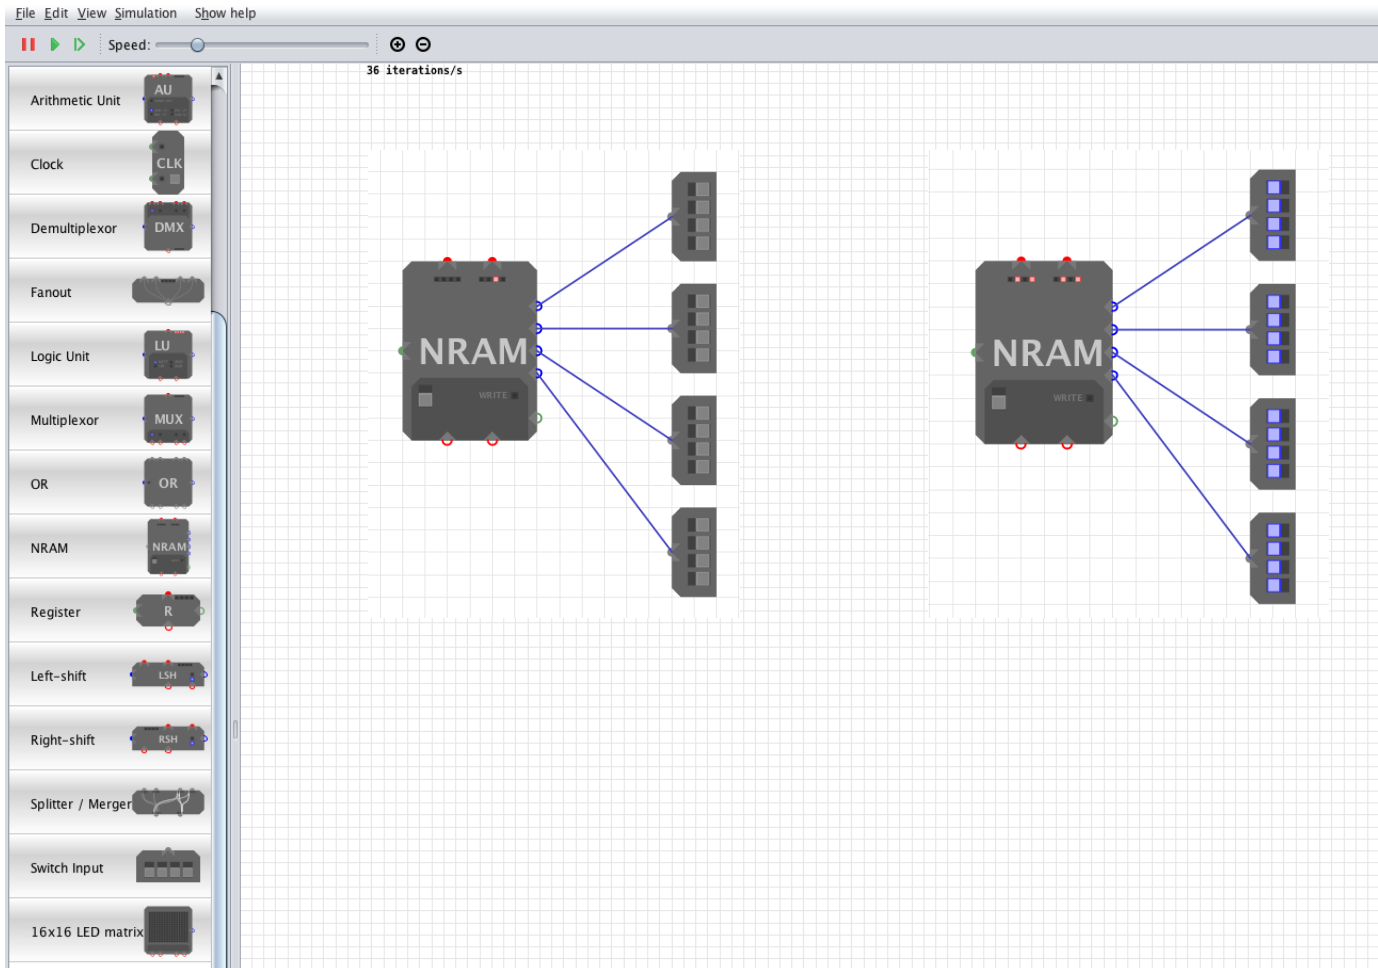 File Edit View Simulation Show help
Speed:
36 iterations/s
Arithmetic Unit
AU
Clock
CLK
Demultiplexor
DMX
Fanout
Logic Unit
LU
Multiplexor
MUX
OR
OR
NRAM
NRAM
Register
R
Left-shift
LSH
Right-shift
RSH
Splitter / Merger
Switch Input
16x16 LED matrix
NRAM
WRITE
NRAM
WRITE